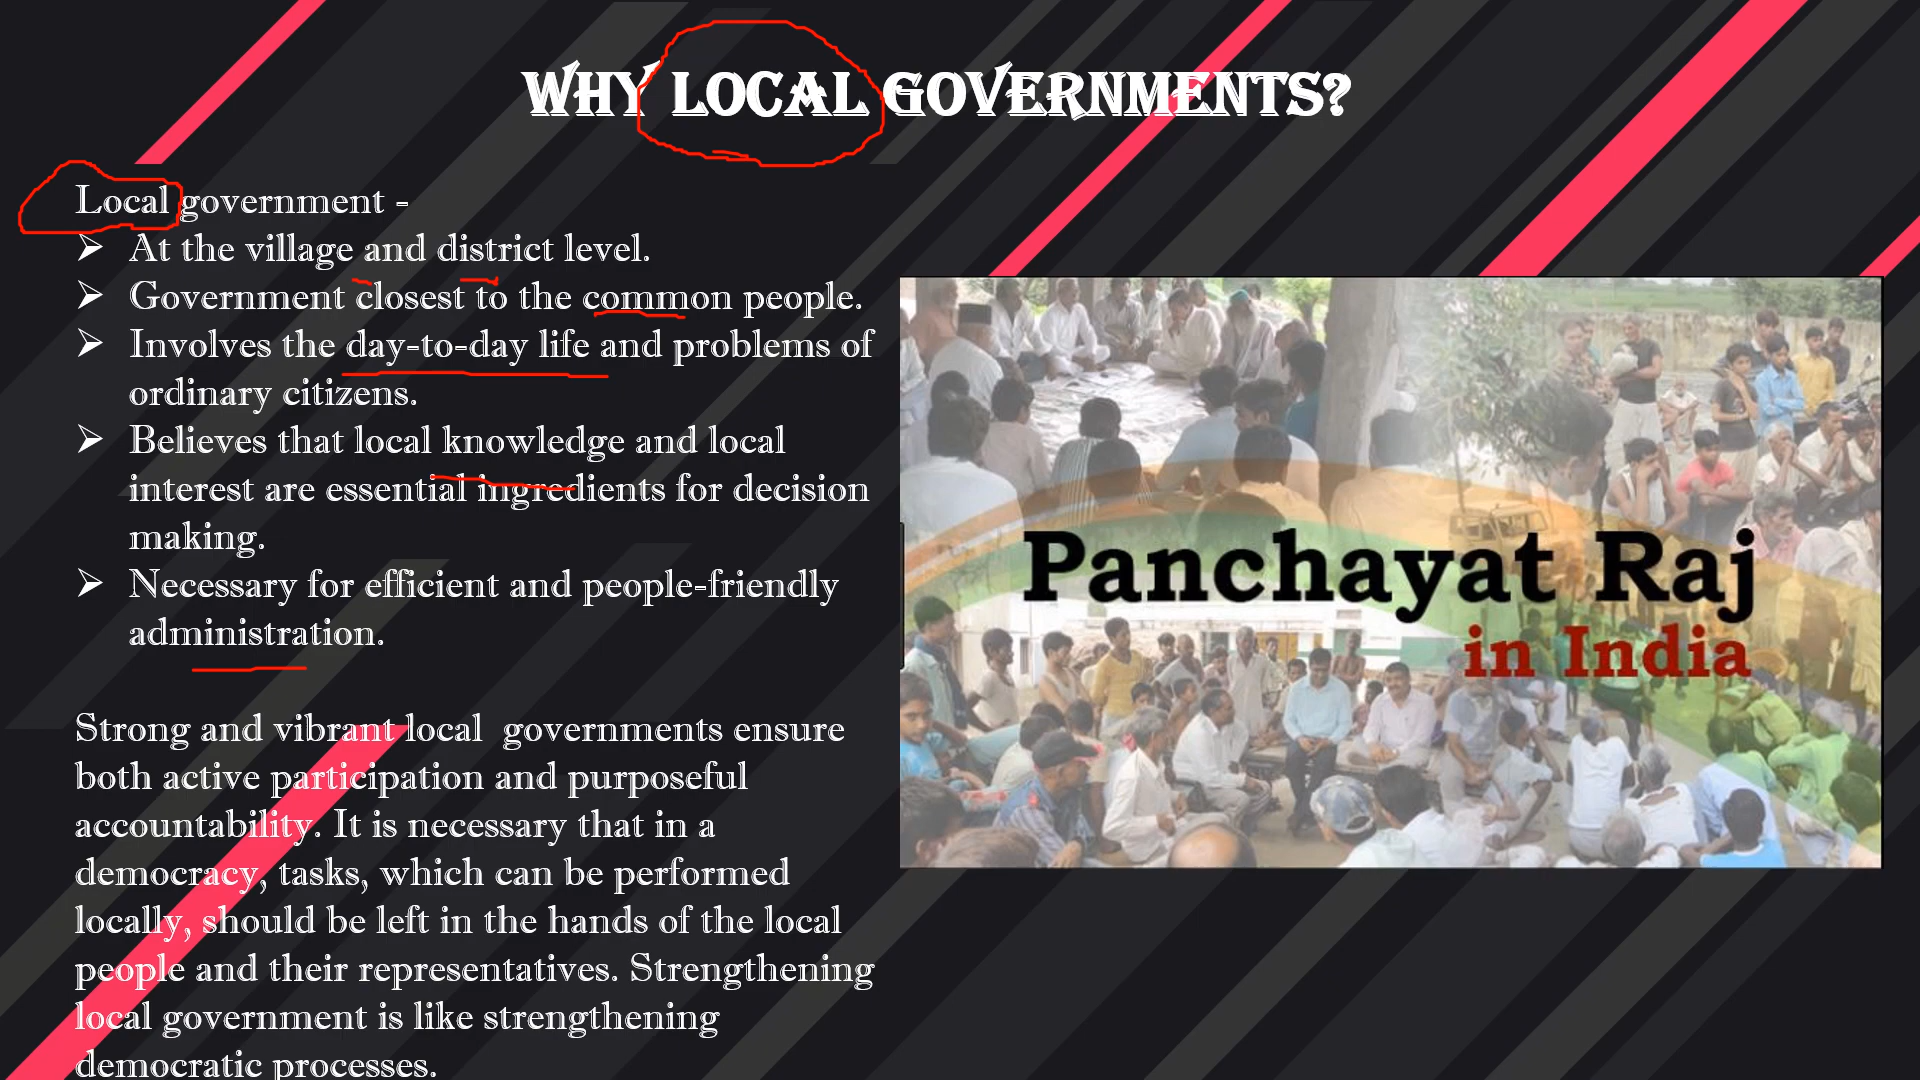 WHY LOCAL GOVERNMENTS?
Local government -
➢ At the village and district level.
➢ Government closest to the common people.
➢ Involves the day-to-day life and problems of
ordinary citizens.
➢ Believes that local knowledge and local
interest are essential ingredients for decision
making.
➢ Necessary for efficient and people-friendly
administration.
Strong and vibrant local governments ensure
both active participation and purposeful
accountability. It is necessary that in a
democracy, tasks, which can be performed
locally, should be left in the hands of the local
people and their representatives. Strengthening
local government is like strengthening
democratic processes.
Panchayat Raj
in India